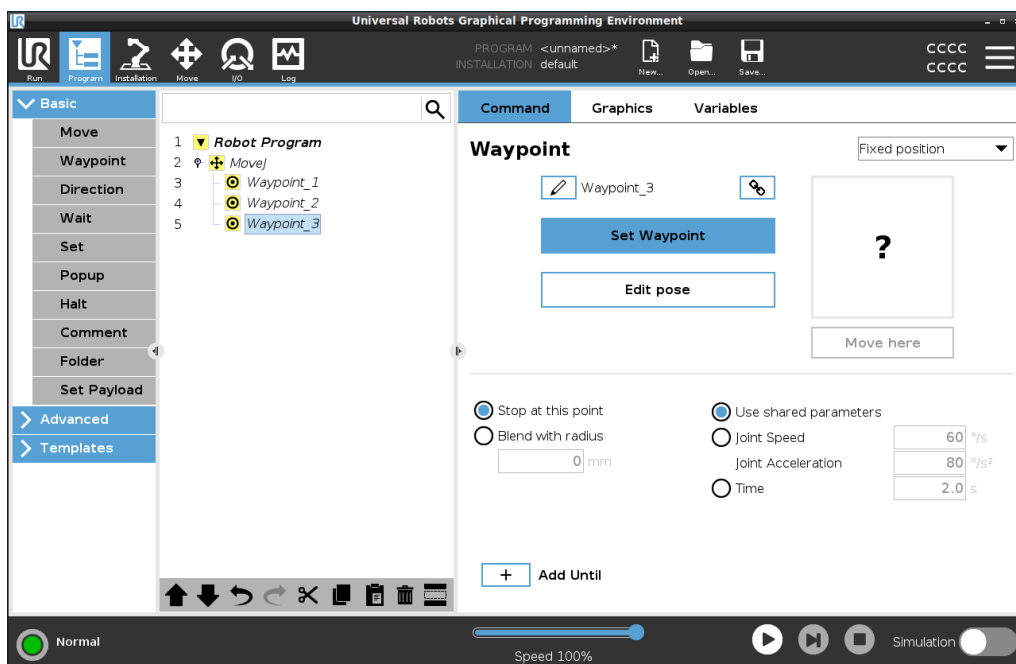 Universal Robots Graphical Programming Environment
UR
Run
Program
Installation
Move
I/O
Log
PROGRAM <unnamed>*
INSTALLATION default
New...
Open...
Save...
CCCC
CCCC
Basic
Move
Waypoint
Direction
Wait
Set
Popup
Halt
Comment
Folder
Set Payload
Advanced
Templates
1 Robot Program
2 MoveJ
3 Waypoint_1
4 Waypoint_2
5 Waypoint_3
Command Graphics Variables
Waypoint
Fixed position
Waypoint_3
Set Waypoint
Edit pose
?
Move here
Stop at this point
Blend with radius
0 mm
Use shared parameters
Joint Speed 60 °/s
Joint Acceleration 80 °/s²
Time 2.0 s
+ Add Until
Normal
Speed 100%
Simulation